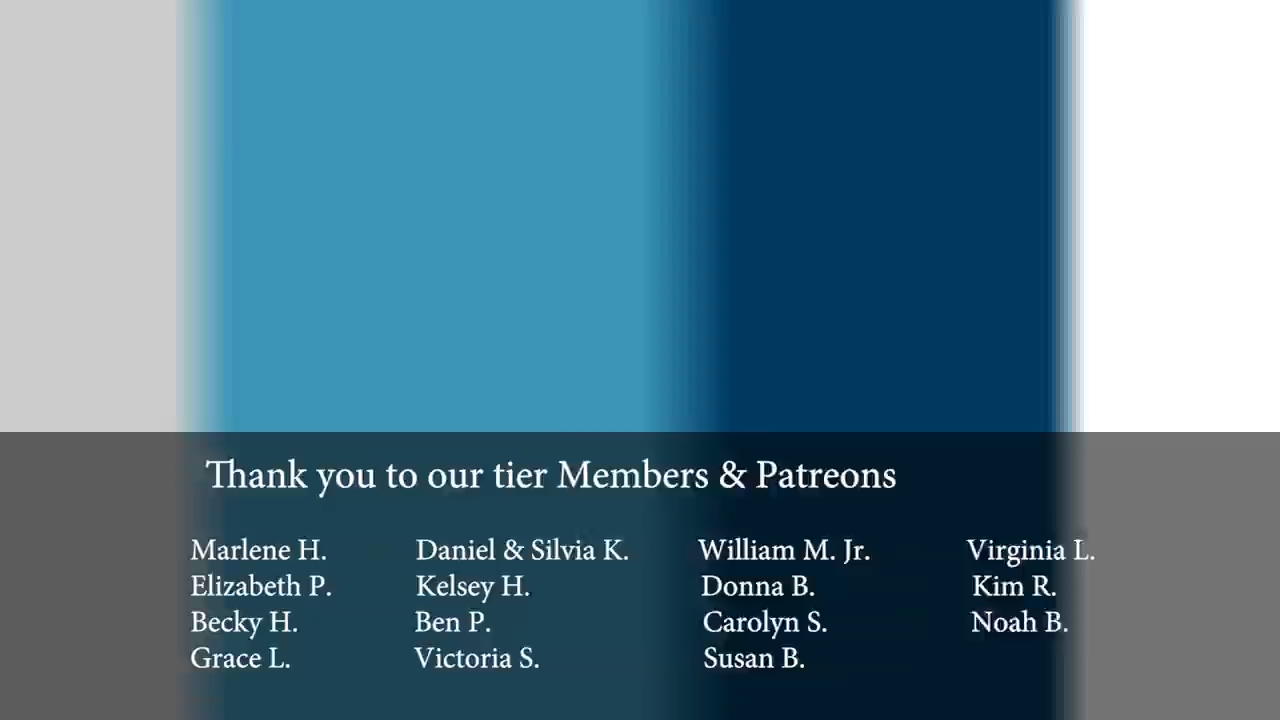 Thank you to our tier Members & Patreons
Marlene H. Daniel & Silvia K. William M. Jr. Virginia L.
Elizabeth P. Kelsey H. Donna B. Kim R.
Becky H. Ben P. Carolyn S. Noah B.
Grace L. Victoria S. Susan B.